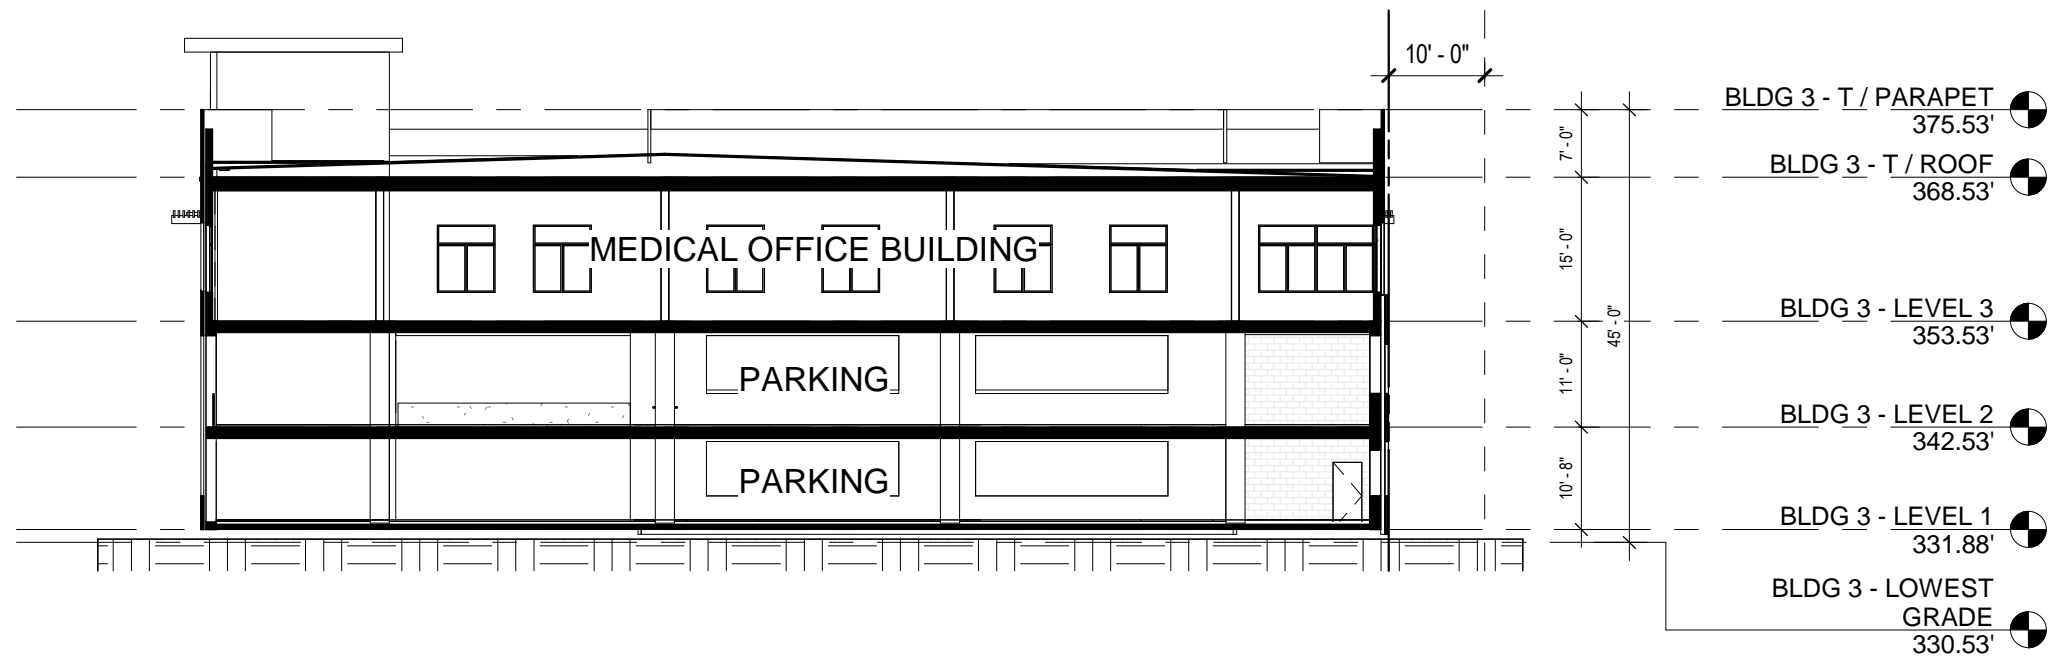 10' - 0"
BLDG 3 - T / PARAPET
375.53'
7' - 0"
BLDG 3 - T / ROOF
368.53'
MEDICAL OFFICE BUILDING
15' - 0"
BLDG 3 - LEVEL 3
353.53'
45' - 0"
PARKING
11' - 0"
BLDG 3 - LEVEL 2
342.53'
PARKING
10' - 8"
BLDG 3 - LEVEL 1
331.88'
BLDG 3 - LOWEST
GRADE
330.53'